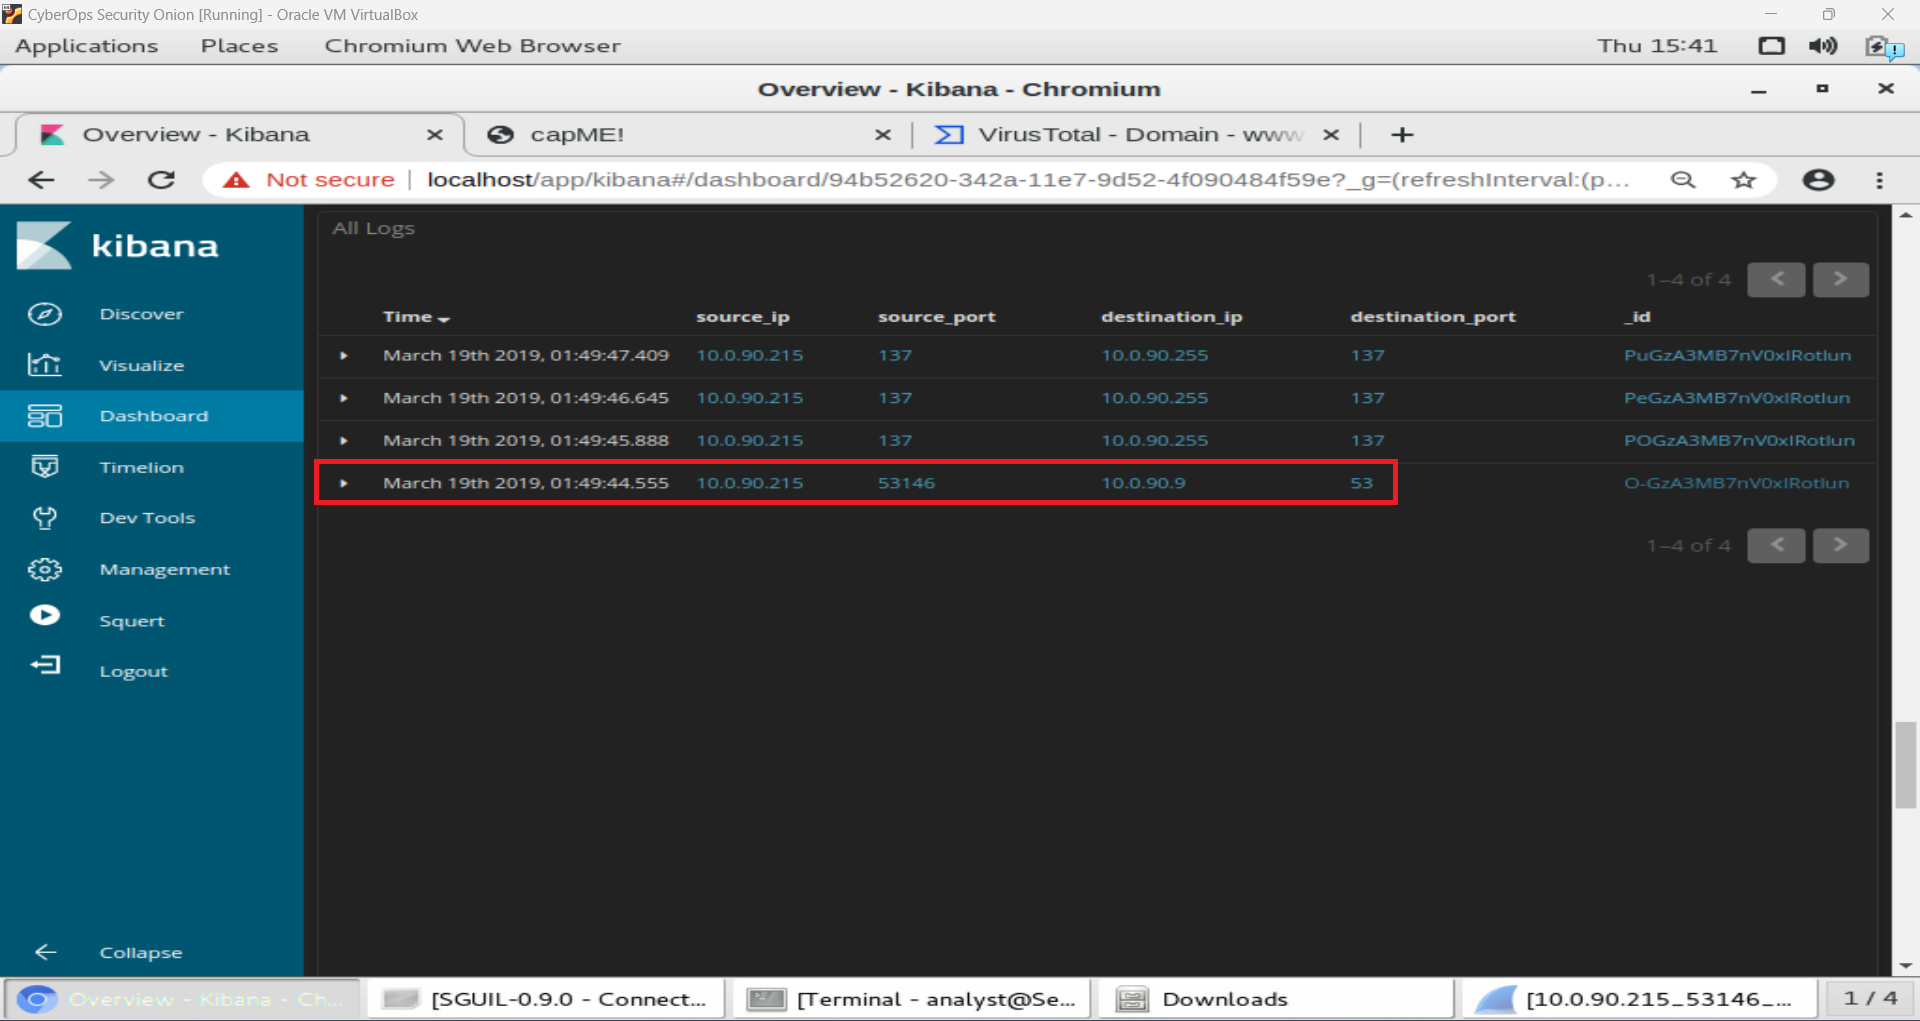 CyberOps Security Onion [Running] - Oracle VM VirtualBox
Applications Places Chromium Web Browser Thu 15:41
Overview - Kibana - Chromium
Overview - Kibana capME! VirusTotal - Domain - www
Not secure localhost/app/kibana#/dashboard/94b52620-342a-11e7-9d52-4f090484f59e?_g=(refreshInterval:(p...
kibana
Discover
Visualize
Dashboard
Timelion
Dev Tools
Management
Squert
Logout
Collapse
All Logs
1–4 of 4
Time source_ip source_port destination_ip destination_port _id
March 19th 2019, 01:49:47.409 10.0.90.215 137 10.0.90.255 137 PuGzA3MB7nV0xIRotIun
March 19th 2019, 01:49:46.645 10.0.90.215 137 10.0.90.255 137 PeGzA3MB7nV0xIRotIun
March 19th 2019, 01:49:45.888 10.0.90.215 137 10.0.90.255 137 POGzA3MB7nV0xIRotIun
March 19th 2019, 01:49:44.555 10.0.90.215 53146 10.0.90.9 53 O-GzA3MB7nV0xIRotIun
1–4 of 4
Overview - Kibana - Ch... [SGUIL-0.9.0 - Connect... [Terminal - analyst@Se... Downloads [10.0.90.215_53146_... 1 / 4